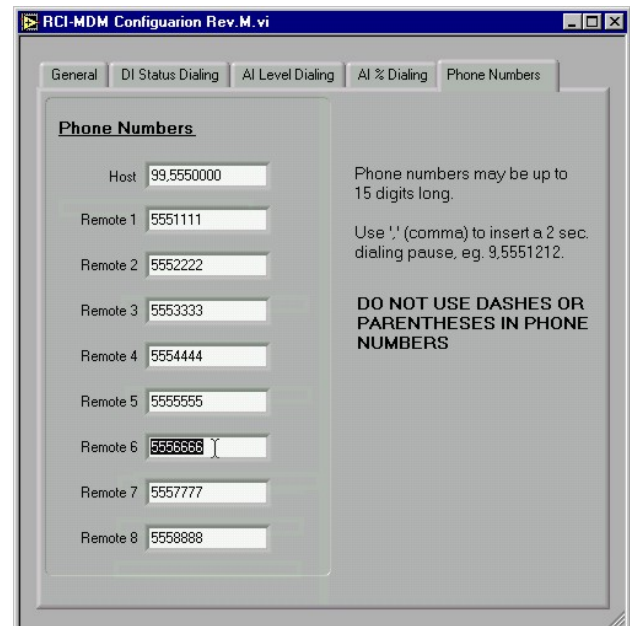 RCI-MDM Configuarion Rev.M.vi
General DI Status Dialing AI Level Dialing AI % Dialing Phone Numbers
Phone Numbers
Host 99,5550000
Remote 1 5551111
Remote 2 5552222
Remote 3 5553333
Remote 4 5554444
Remote 5 5555555
Remote 6 5556666
Remote 7 5557777
Remote 8 5558888
Phone numbers may be up to
15 digits long.
Use ',' (comma) to insert a 2 sec.
dialing pause, eg. 9,5551212.
DO NOT USE DASHES OR
PARENTHESES IN PHONE
NUMBERS